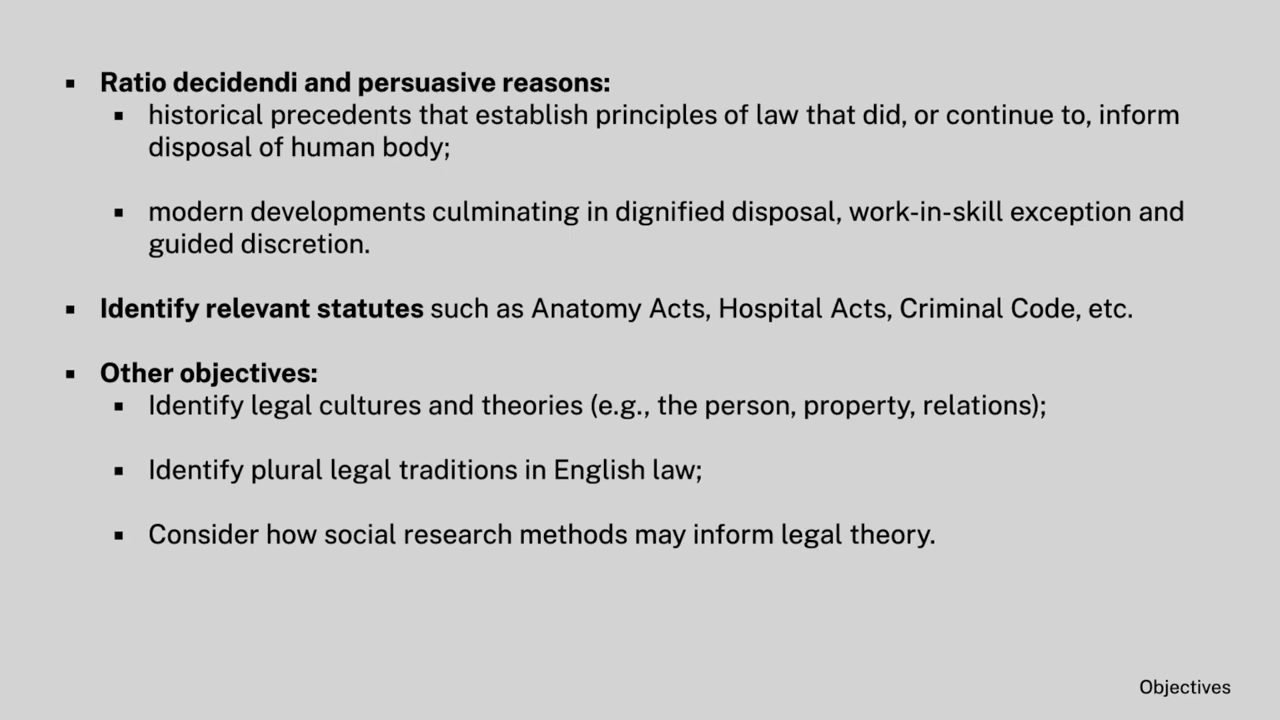 ▪ Ratio decidendi and persuasive reasons:
▪ historical precedents that establish principles of law that did, or continue to, inform
disposal of human body;
▪ modern developments culminating in dignified disposal, work-in-skill exception and
guided discretion.
▪ Identify relevant statutes such as Anatomy Acts, Hospital Acts, Criminal Code, etc.
▪ Other objectives:
▪ Identify legal cultures and theories (e.g., the person, property, relations);
▪ Identify plural legal traditions in English law;
▪ Consider how social research methods may inform legal theory.
Objectives